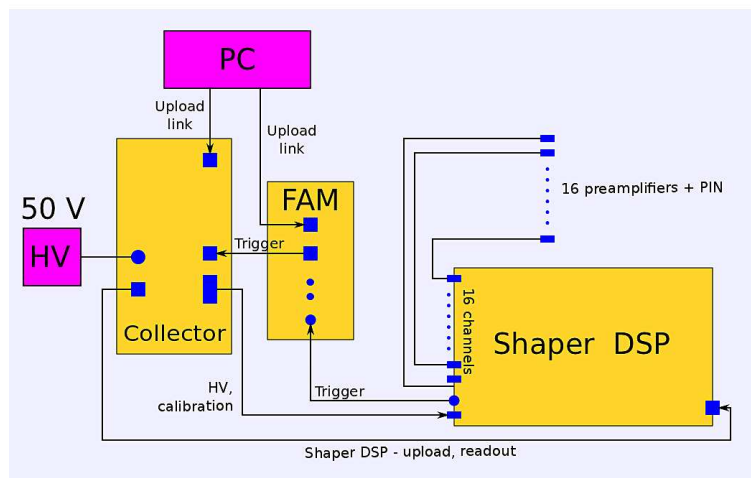 PC
Upload
link
Upload
link
50 V
HV
FAM
16 preamplifiers + PIN
Trigger
Collector
16 channels
Shaper DSP
HV,
calibration
Trigger
Shaper DSP - upload, readout